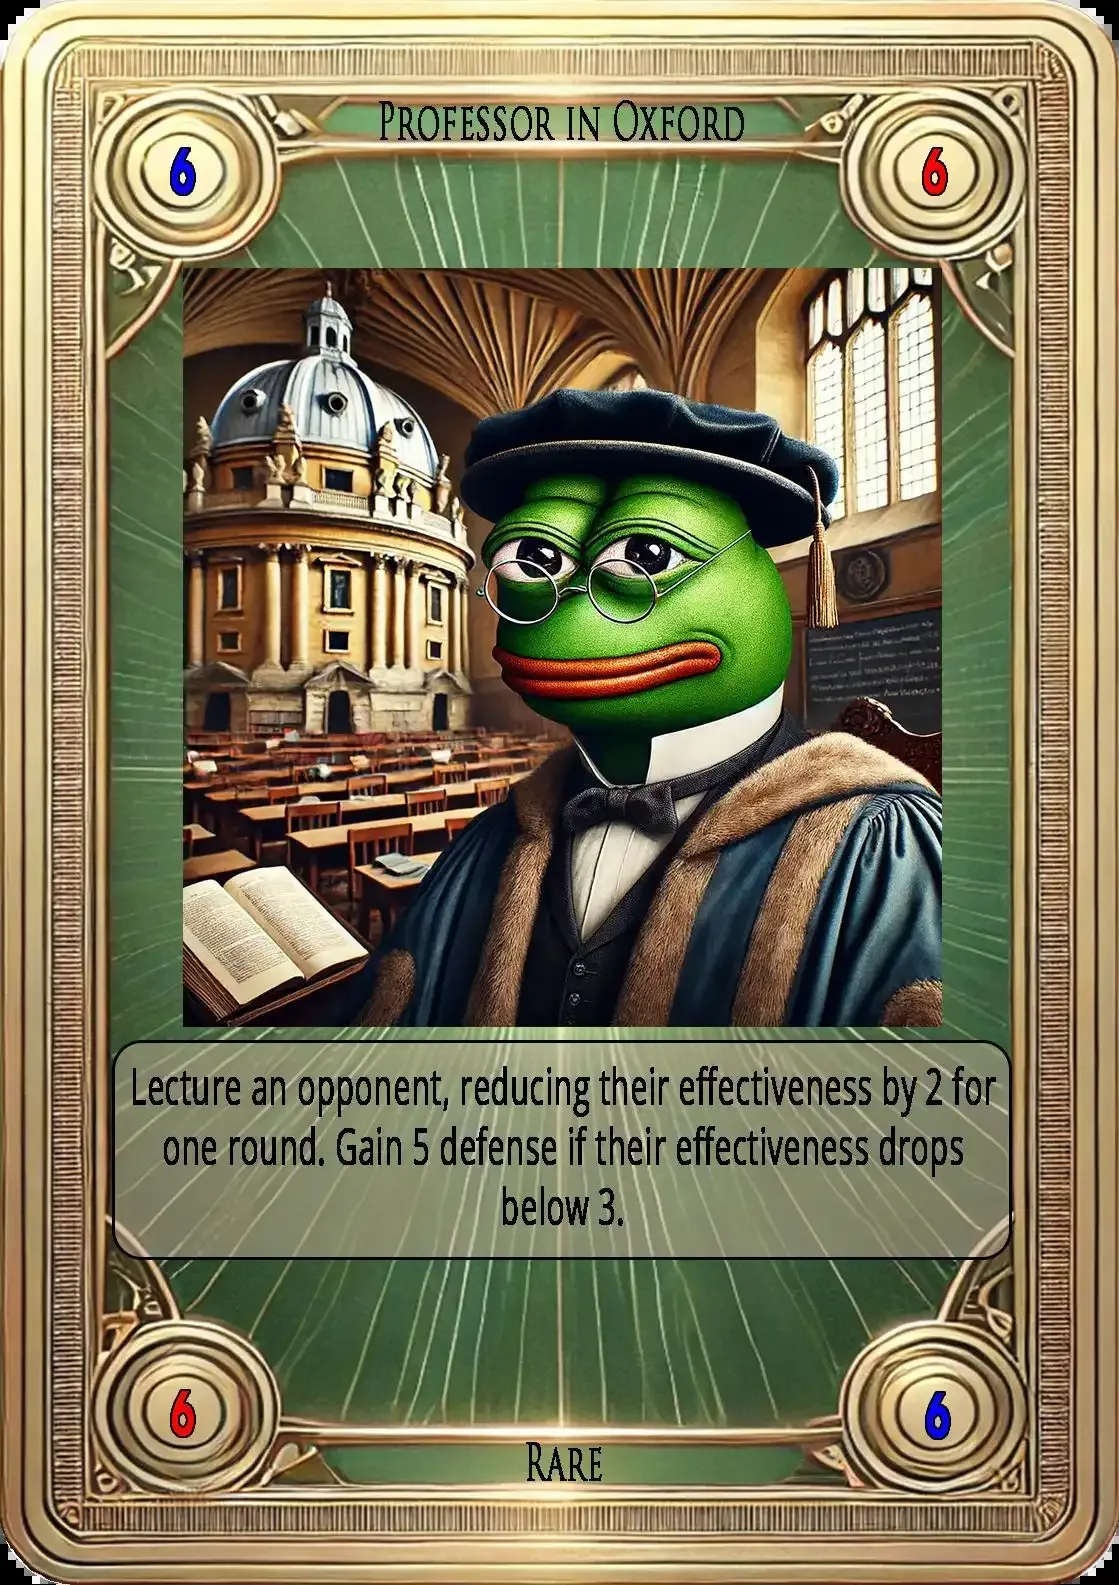 Professor in Oxford
6
6
Lecture an opponent, reducing their effectiveness by 2 for
one round. Gain 5 defense if their effectiveness drops
below 3.
6
6
Rare